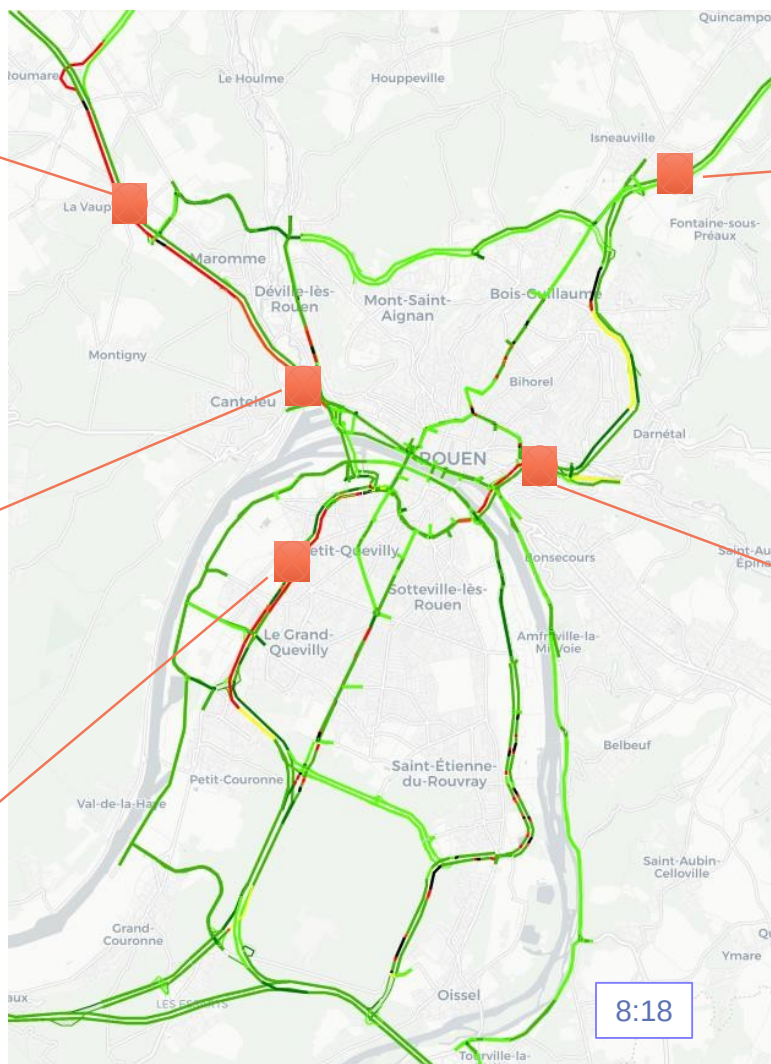 Quincampo
Roumare
Le Houlme
Houppeville
Isneauville
La Vaup
Fontaine-sous-
Préaux
Maromme
Déville-lès-
Rouen
Mont-Saint-
Aignan
Bois-Guillaume
Montigny
Bihorel
Canteleu
Darnétal
ROUEN
Petit-Quevilly
Bonsecours
Saint-Au
Épin
Sotteville-lès-
Rouen
Le Grand-
Quevilly
Amfreville-la-
Mi-Voie
Belbeuf
Saint-Étienne-
du-Rouvray
Petit-Couronne
Val-de-la-Haye
Saint-Aubin-
Celloville
Grand-
Couronne
Ymare
Oissel
aux
LES ESSARTS
8:18
Tourville-la-